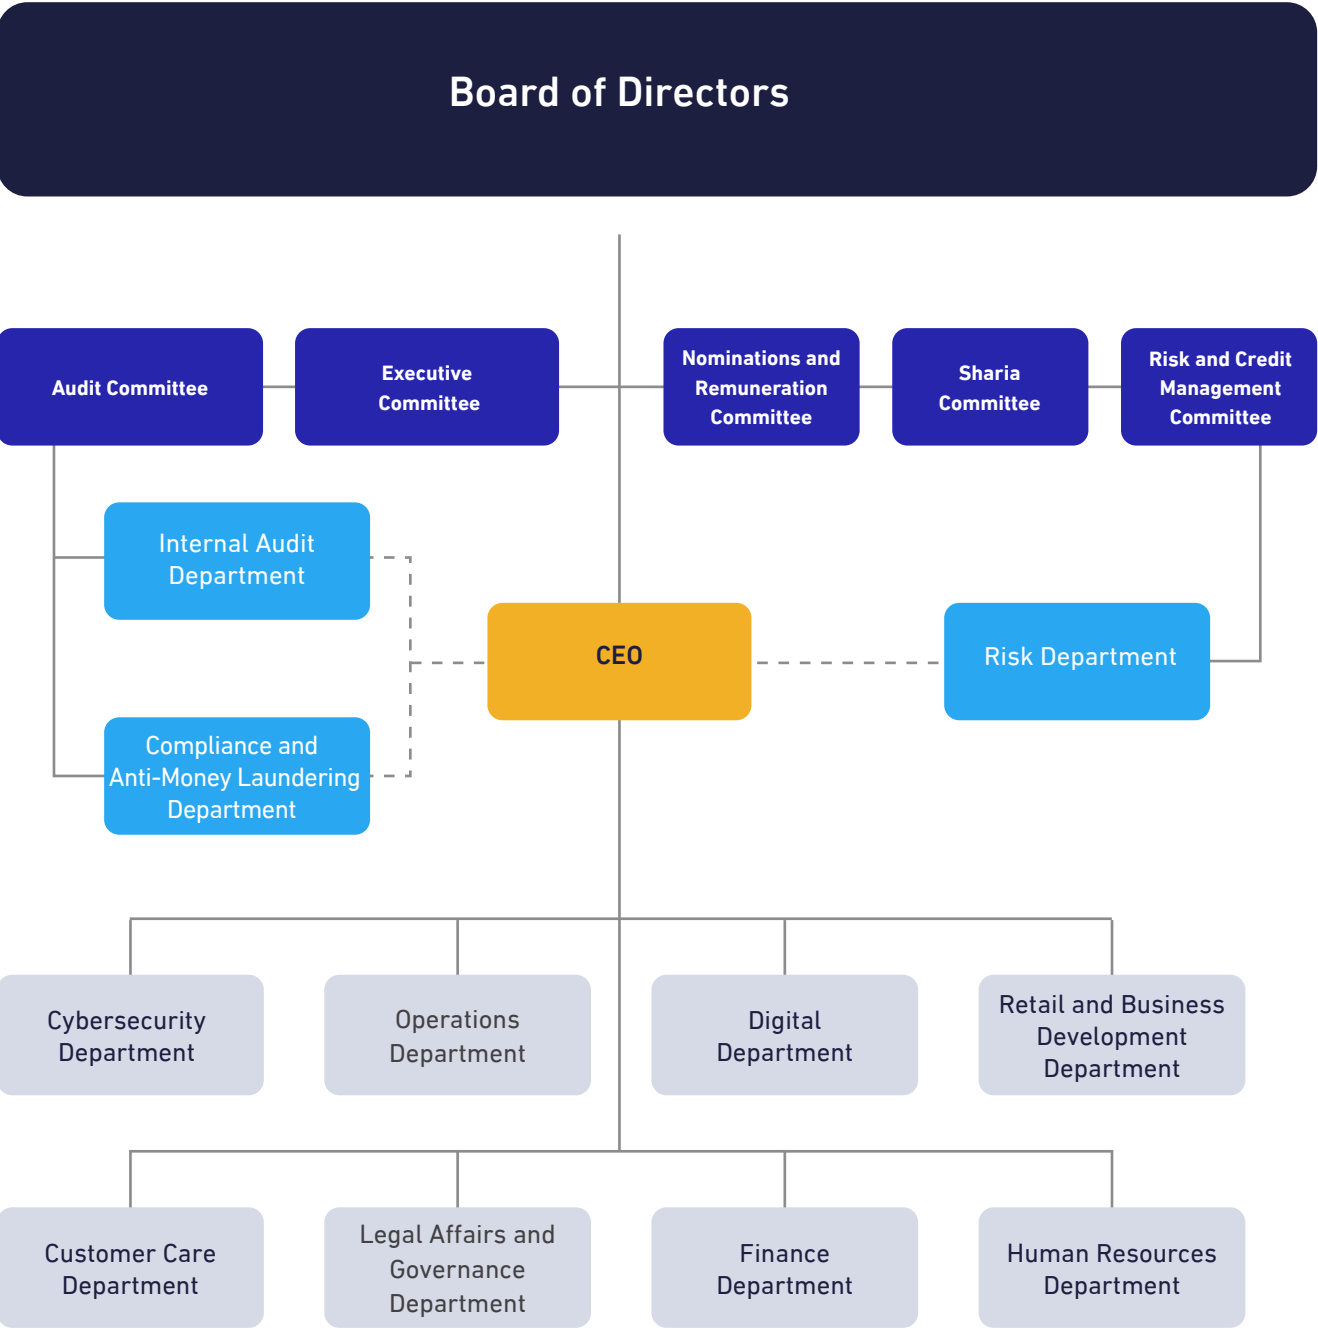 Board of Directors
Audit Committee
Executive
Committee
Nominations and
Remuneration
Committee
Sharia
Committee
Risk and Credit
Management
Committee
Internal Audit
Department
CEO
Risk Department
Compliance and
Anti-Money Laundering
Department
Cybersecurity
Department
Operations
Department
Digital
Department
Retail and Business
Development
Department
Customer Care
Department
Legal Affairs and
Governance
Department
Finance
Department
Human Resources
Department